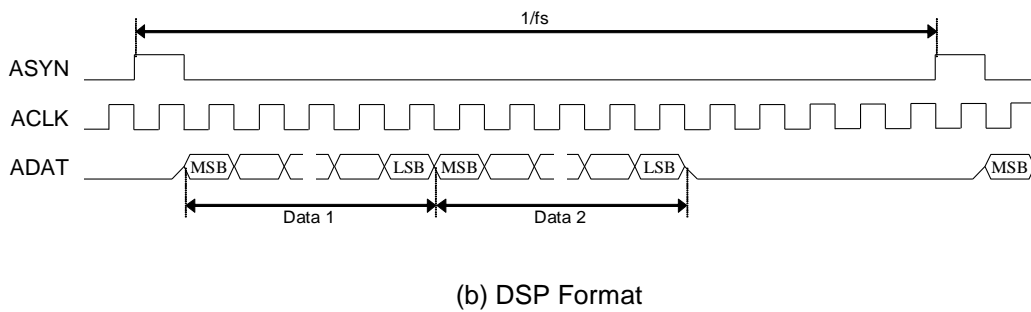 1/fs
ASYN
ACLK
ADAT MSB LSB MSB LSB MSB
Data 1 Data 2
(b) DSP Format